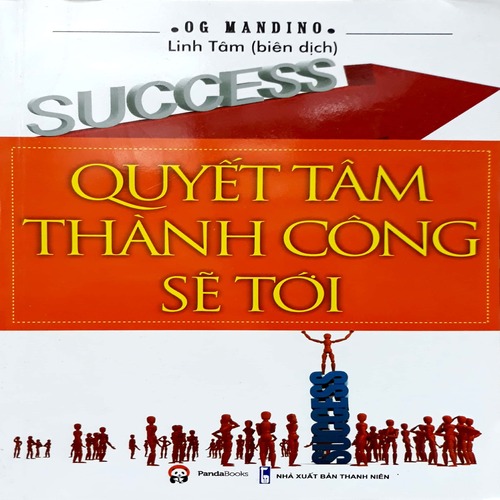 OG MANDINO
Linh Tâm (biên dịch)
SUCCESS
QUYẾT TÂM
THÀNH CÔNG
SẼ TỚI
SUCCESS
PandaBooks
NHÀ XUẤT BẢN THANH NIÊN